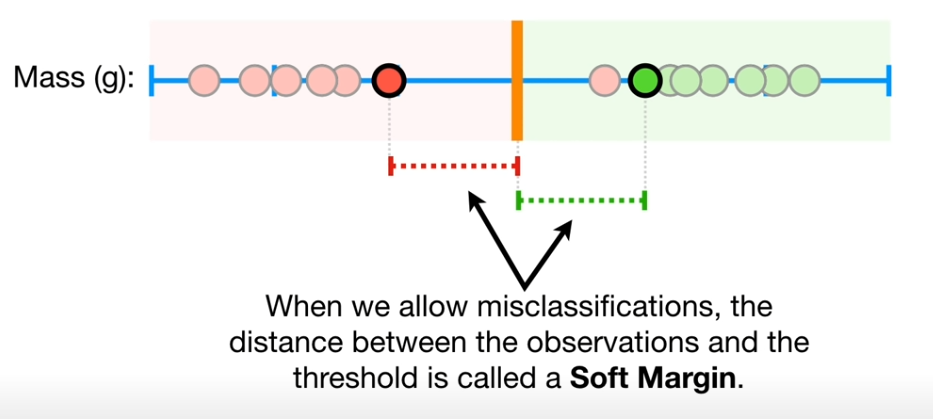 Mass (g):
When we allow misclassifications, the
distance between the observations and the
threshold is called a Soft Margin.